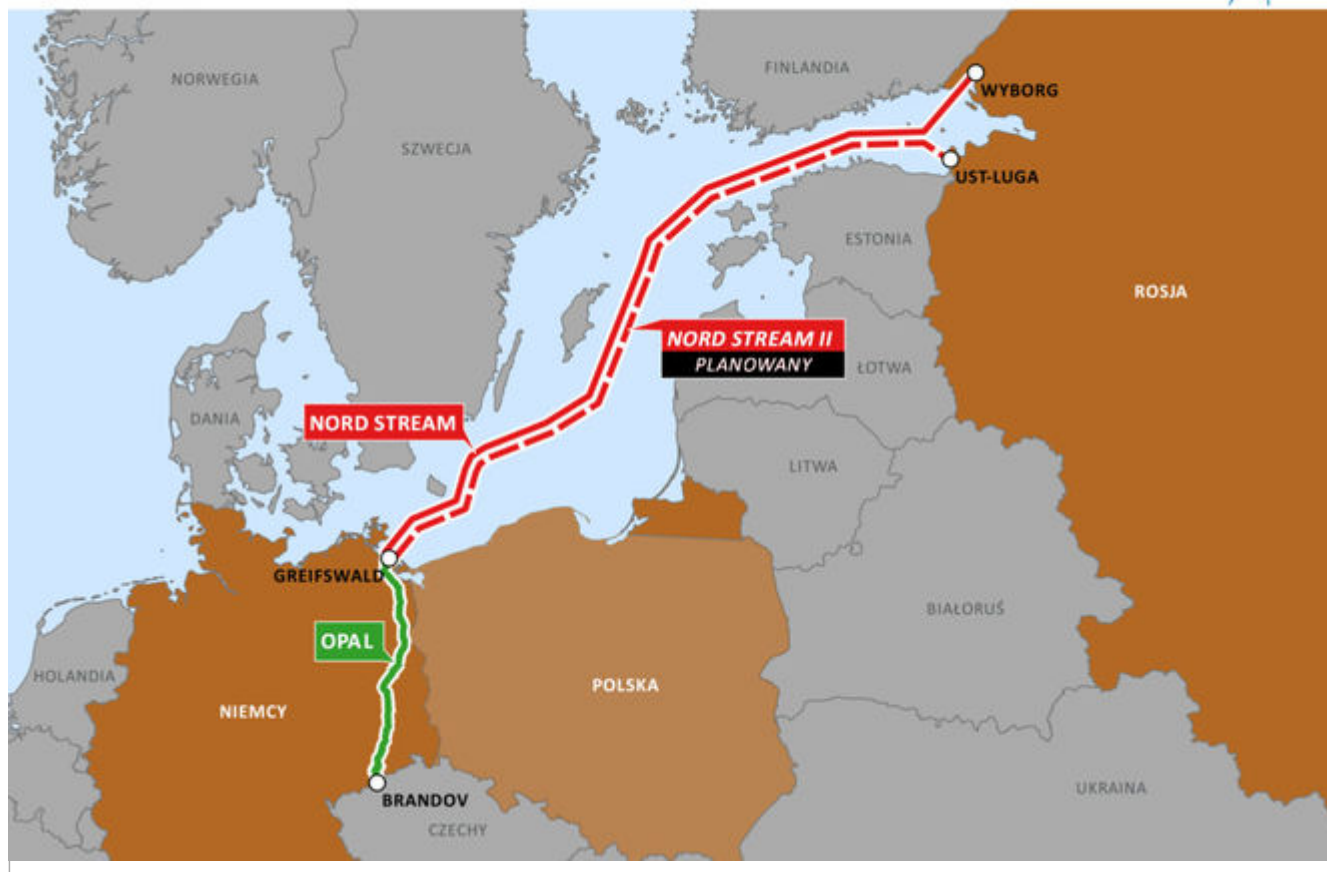 NORWEGIA
FINLANDIA
WYBORG
SZWECJA
UST-LUGA
ESTONIA
ROSJA
NORD STREAM II
PLANOWANY
ŁOTWA
DANIA
NORD STREAM
LITWA
GREIFSWALD
BIAŁORUŚ
OPAL
HOLANDIA
POLSKA
NIEMCY
UKRAINA
BRANDOV
CZECHY